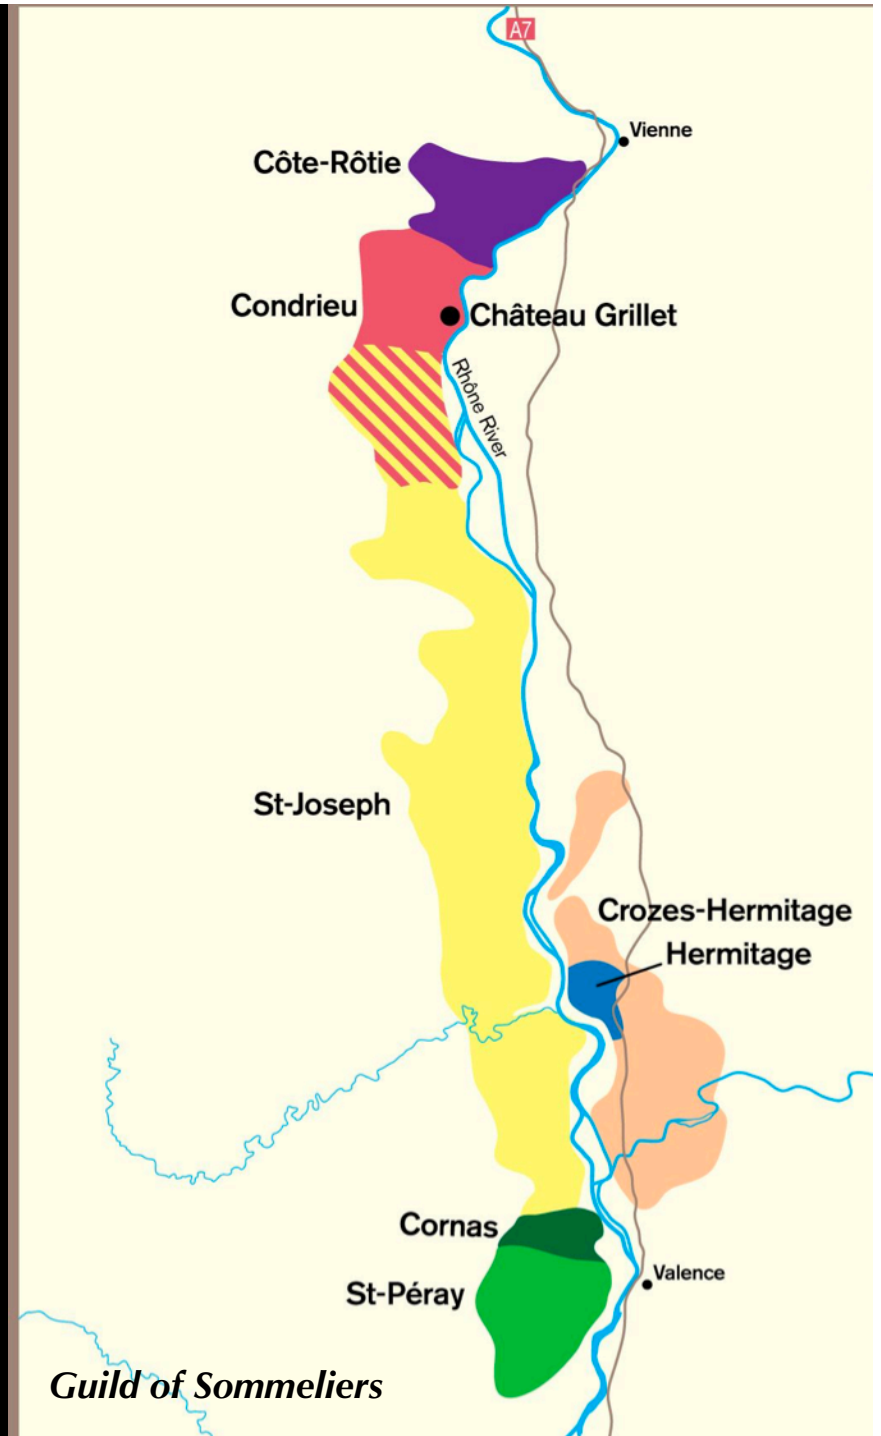 A7
Vienne
Côte-Rôtie
Condrieu
Château Grillet
Rhône River
St-Joseph
Crozes-Hermitage
Hermitage
Cornas
St-Péray
Valence
Guild of Sommeliers